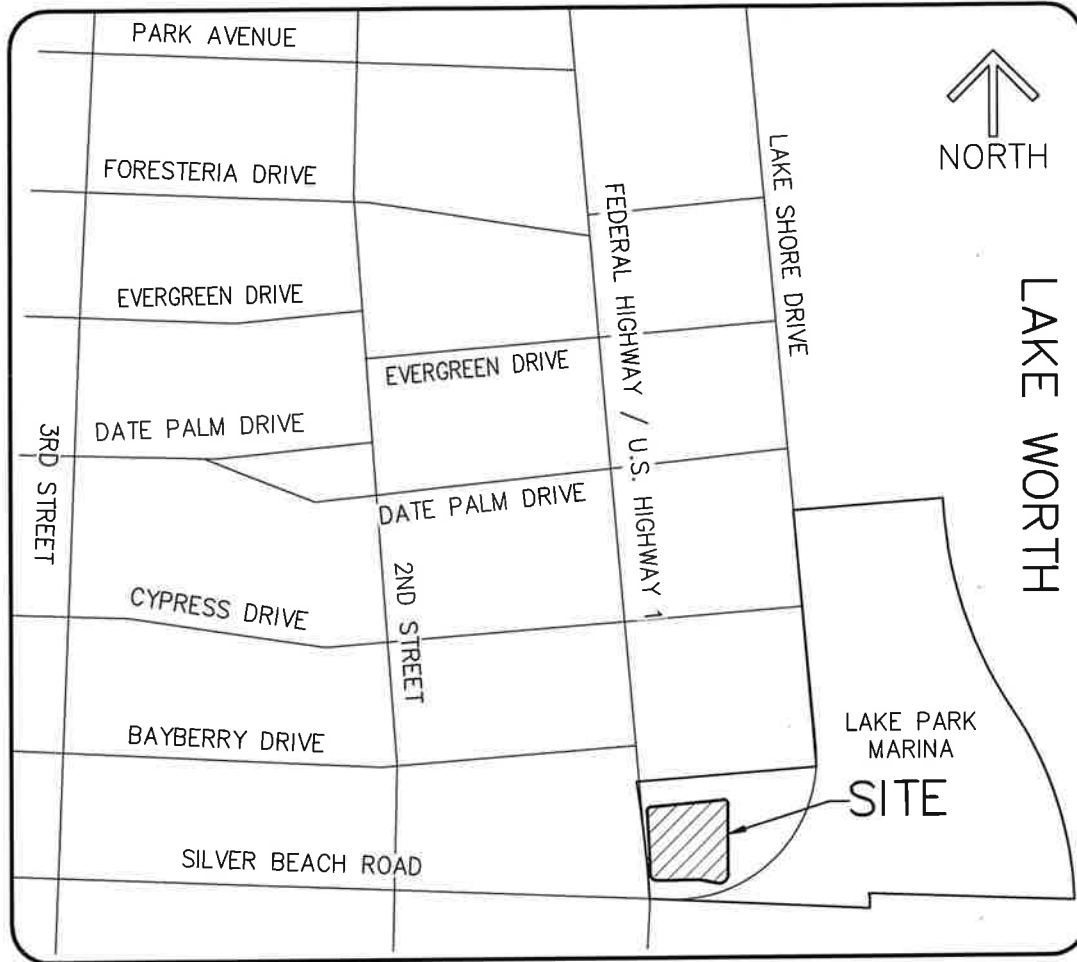 PARK AVENUE
NORTH
FORESTERIA DRIVE
LAKE SHORE DRIVE
FEDERAL HIGHWAY / U.S. HIGHWAY 1
LAKE WORTH
EVERGREEN DRIVE
EVERGREEN DRIVE
DATE PALM DRIVE
3RD STREET
DATE PALM DRIVE
2ND STREET
CYPRESS DRIVE
BAYBERRY DRIVE
LAKE PARK
MARINA
SITE
SILVER BEACH ROAD